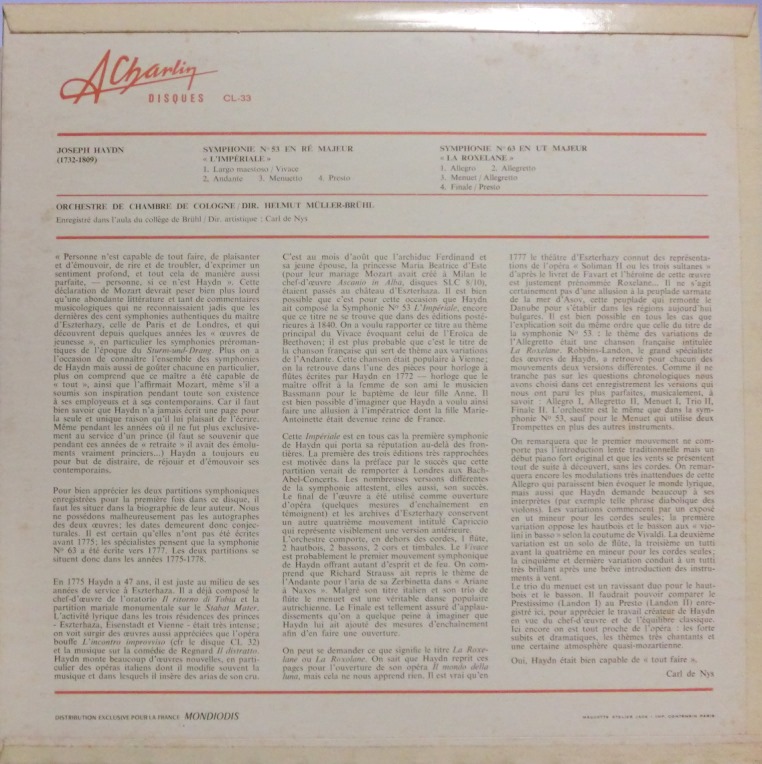 ACharlin
DISQUES CL-33
JOSEPH HAYDN
(1732-1809)
SYMPHONIE Nº 53 EN RÉ MAJEUR
« L'IMPÉRIALE »
1. Largo maestoso / Vivace
2. Andante 3. Menuetto 4. Presto
SYMPHONIE Nº 63 EN UT MAJEUR
« LA ROXELANE »
1. Allegro 2. Allegretto
3. Menuet / Allegretto
4. Finale / Presto
ORCHESTRE DE CHAMBRE DE COLOGNE / DIR. HELMUT MÜLLER-BRÜHL
Enregistré dans l'aula du collège de Brühl / Dir. artistique : Carl de Nys
« Personne n'est capable de tout faire, de plaisanter
et d'émouvoir, de rire et de troubler, d'exprimer un
sentiment profond, et tout cela de manière aussi
parfaite, — personne, si ce n'est Haydn ». Cette
déclaration de Mozart devrait peser bien plus lourd
qu'une abondante littérature et tant de commentaires
musicologiques qui ne reconnaissaient jadis que les
dernières des cent symphonies authentiques du maître
d'Eszterhazy, celle de Paris et de Londres, et qui
découvrent depuis quelques années les « œuvres de
jeunesse », en particulier les symphonies préroman-
tiques de l'époque du Sturm-und-Drang. Plus on a
l'occasion de connaître l'ensemble des symphonies
de Haydn mais aussi de goûter chacune en particulier,
plus on comprend que ce maître a été capable de
« tout », ainsi que l'affirmait Mozart, même s'il a
soumis son inspiration pendant toute son existence
à ses employeurs et à ses contemporains. Car il faut
bien savoir que Haydn n'a jamais écrit une page pour
la seule et unique raison qu'il lui plaisait de l'écrire.
Même pendant les années où il ne fut plus exclusive-
ment au service d'un prince (il faut se souvenir que
pendant ces années de « retraite » il avait des émolu-
ments vraiment princiers...) Haydn a toujours eu
pour but de distraire, de réjouir et d'émouvoir ses
contemporains.
Pour bien apprécier les deux partitions symphoniques
enregistrées pour la première fois dans ce disque, il
faut les situer dans la biographie de leur auteur. Nous
ne possédons malheureusement pas les autographes
des deux œuvres; les dates demeurent donc conjec-
turales. Il est certain qu'elles n'ont pas été écrites
avant 1775; les spécialistes pensent que la symphonie
Nº 63 a été écrite vers 1777. Les deux partitions se
situent donc dans les années 1775-1778.
En 1775 Haydn a 47 ans, il est juste au milieu de ses
années de service à Eszterhaza. Il a déjà composé le
chef-d'œuvre de l'oratorio Il ritorno di Tobia et la
partition mariale monumentale sur le Stabat Mater.
L'activité lyrique dans les trois résidences des princes
- Eszterhaza, Eisenstadt et Vienne - était très intense;
on voit surgir des œuvres aussi appréciées que l'opéra
bouffe L'incontro improvviso (cfr le disque CL 32)
et la musique sur la comédie de Regnard Il distratto.
Haydn monte beaucoup d'œuvres nouvelles, en parti-
culier des opéras italiens dont il modifie souvent la
musique et dans lesquels il insère des arias de son cru.
C'est au mois d'août que l'archiduc Ferdinand et
sa jeune épouse, la princesse Maria Beatrice d'Este
(pour leur mariage Mozart avait créé à Milan le
chef-d'œuvre Ascanio in Alba, disques SLC 8/10),
étaient passés au château d'Eszterhaza. Il est bien
possible que c'est pour cette occasion que Haydn
ait composé la Symphonie Nº 53 L'Impériale, encore
que ce titre ne se trouve que dans des éditions posté-
rieures à 1840. On a voulu rapporter ce titre au thème
principal du Vivace évoquant celui de l'Eroica de
Beethoven; il est plus probable que c'est le titre de
la chanson française qui sert de thème aux variations
de l'Andante. Cette chanson était populaire à Vienne;
on la retrouve dans l'une des pièces pour horloge à
flûtes écrites par Haydn en 1772 — horloge que le
maître offrit à la femme de son ami le musicien
Bassmann pour le baptême de leur fille Anne. Il
est bien possible d'imaginer que Haydn a voulu ainsi
faire une allusion à l'impératrice dont la fille Marie-
Antoinette était devenue reine de France.
Cette Impériale est en tous cas la première symphonie
de Haydn qui porta sa réputation au-delà des fron-
tières. La première des trois éditions très rapprochées
est motivée dans la préface par le succès que cette
partition venait de remporter à Londres aux Bach-
Abel-Concerts. Les nombreuses versions différentes
de la symphonie attestent, elles aussi, son succès.
Le final de l'œuvre a été utilisé comme ouverture
d'opéra (quelques mesures d'enchaînement en
témoignent) et les archives d'Eszterhazy conservent
un autre quatrième mouvement intitulé Capriccio
qui représente visiblement une version antérieure.
L'orchestre comporte, en dehors des cordes, 1 flûte,
2 hautbois, 2 bassons, 2 cors et timbales. Le Vivace
est probablement le premier mouvement symphonique
de Haydn offrant autant d'esprit et de feu. On com-
prend que Richard Strauss ait repris le thème de
l'Andante pour l'aria de sa Zerbinetta dans « Ariane
à Naxos ». Malgré son titre italien et son trio de
flûte le menuet est une véritable danse populaire
autrichienne. Le Finale est tellement assuré d'applau-
dissements qu'on a quelque peine à imaginer que
Haydn lui ait ajouté des mesures d'enchaînement
afin d'en faire une ouverture.
On peut se demander ce que signifie le titre La Roxe-
lane ou La Roxolane. On sait que Haydn reprit ces
pages pour l'ouverture de son opéra Il mondo della
luna, mais cela ne nous apprend rien. Il est vrai qu'en
1777 le théâtre d'Eszterhazy connut des représenta-
tions de l'opéra « Soliman II ou les trois sultanes »
d'après le livret de Favart et l'héroïne de cette œuvre
est justement prénommée Roxelane... Il ne s'agit
certainement pas d'une allusion à la peuplade sarmate
de la mer d'Asov, cette peuplade qui remonte le
Danube pour s'établir dans les régions aujourd'hui
bulgares. Il est bien possible en tous les cas que
l'explication soit du même ordre que celle du titre de
la symphonie Nº 53 : le thème des variations de
l'Allegretto était une chanson française intitulée
La Roxelane. Robbins-Landon, le grand spécialiste
des œuvres de Haydn, a retrouvé pour chacun des
mouvements deux versions différentes. Comme il ne
tranche pas sur les questions chronologiques nous
avons choisi dans cet enregistrement les versions qui
nous ont paru les plus parfaites, musicalement, à
savoir : Allegro I, Allegretto II, Menuet I, Trio II,
Finale II. L'orchestre est le même que dans la sym-
phonie Nº 53, sauf pour le Menuet qui utilise deux
Trompettes en plus des autres instruments.
On remarquera que le premier mouvement ne com-
porte pas l'introduction lente traditionnelle mais un
début piano fort original et que les vents se présentent
tout de suite à découvert, sans les cordes. On remar-
quera encore les modulations très inattendues de cette
Allegro qui paraissent bien évoquer le monde lyrique,
mais aussi que Haydn demande beaucoup à ses
interprètes (par exemple telle phrase diabolique des
violons). Les variations commencent par un exposé
en ut mineur pour les cordes seules; la première
variation oppose les hautbois et le basson aux « vio-
lini in basso » selon la coutume de Vivaldi. La deuxième
variation est un solo de flûte, la troisième un tutti
avant la quatrième en mineur pour les cordes seules;
la cinquième et dernière variation conduit à un tutti
très brillant après une brève introduction des instru-
ments à vent.
Le trio du menuet est un ravissant duo pour le haut-
bois et le basson. Il faudrait pouvoir comparer le
Prestissimo (Landon I) au Presto (Landon II) enre-
gistré ici, pour apprécier le travail créateur de Haydn
en vue du chef-d'œuvre et de l'équilibre classique.
Ici encore on est tout proche de l'opéra : les forte
subits et dramatiques, les thèmes très chantants et
une certaine atmosphère quasi-mozartienne.
Oui, Haydn était bien capable de « tout faire ».
Carl de Nys
DISTRIBUTION EXCLUSIVE POUR LA FRANCE MONDIODIS
MAQUETTE ATELIER